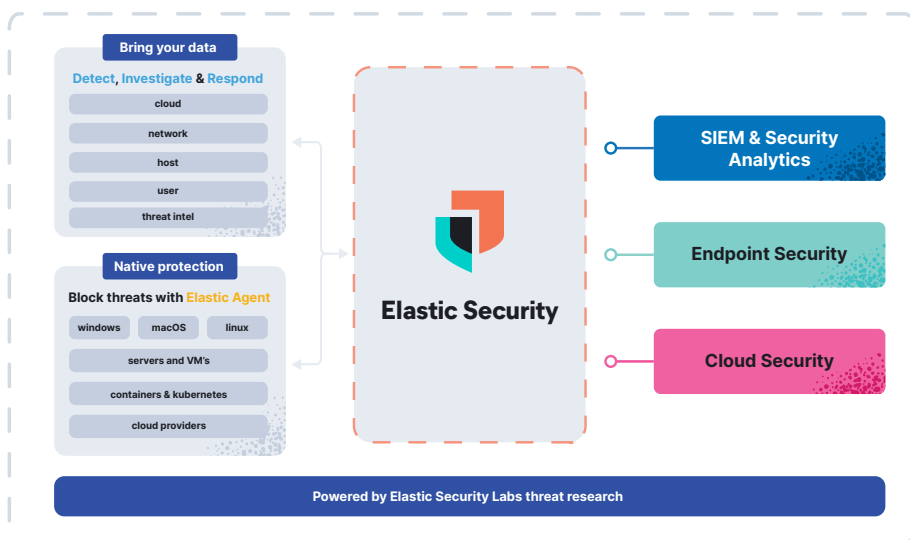 Bring your data
Detect, Investigate & Respond
cloud
network
host
user
threat intel
Native protection
Block threats with Elastic Agent
windows
macOS
linux
servers and VM's
containers & kubernetes
cloud providers
Elastic Security
SIEM & Security
Analytics
Endpoint Security
Cloud Security
Powered by Elastic Security Labs threat research